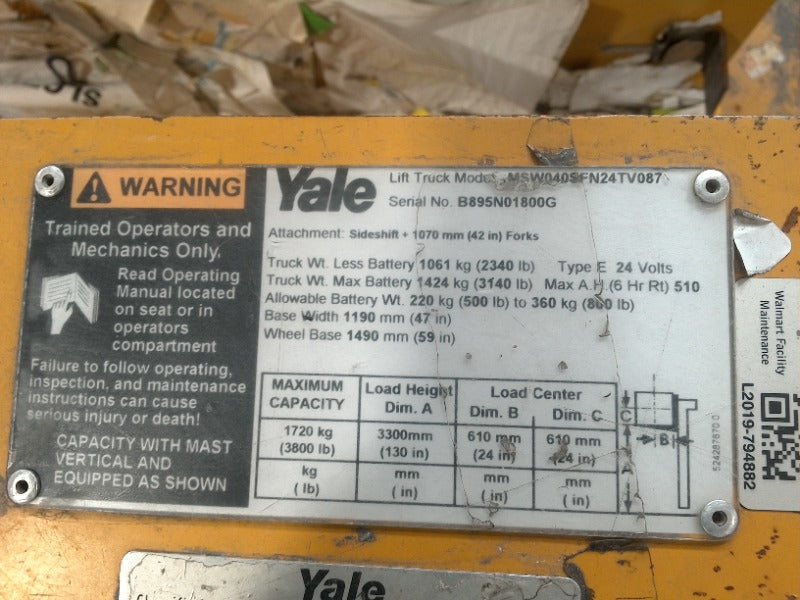 WARNING
Trained Operators and
Mechanics Only.
Read Operating
Manual located
on seat or in
operators
compartment
Failure to follow operating,
inspection, and maintenance
instructions can cause
serious injury or death!
CAPACITY WITH MAST
VERTICAL AND
EQUIPPED AS SHOWN
Yale
Lift Truck Model MSW040SFN24TV087
Serial No. B895N01800G
Attachment: Sideshift + 1070 mm (42 in) Forks
Truck Wt. Less Battery 1061 kg (2340 lb) Type E 24 Volts
Truck Wt. Max Battery 1424 kg (3140 lb) Max A.H.(6 Hr Rt) 510
Allowable Battery Wt. 220 kg (500 lb) to 360 kg (800 lb)
Base Width 1190 mm (47 in)
Wheel Base 1490 mm (59 in)
MAXIMUM CAPACITY Load Height Dim. A Load Center Dim. B Dim. C
1720 kg 3300mm 610 mm 610 mm
(3800 lb) (130 in) (24 in) (24 in)
kg mm mm mm
( lb) ( in) ( in) ( in)
C
B
A
524287670 0
Walmart Facility
Maintenance
L2019-794882
Yale